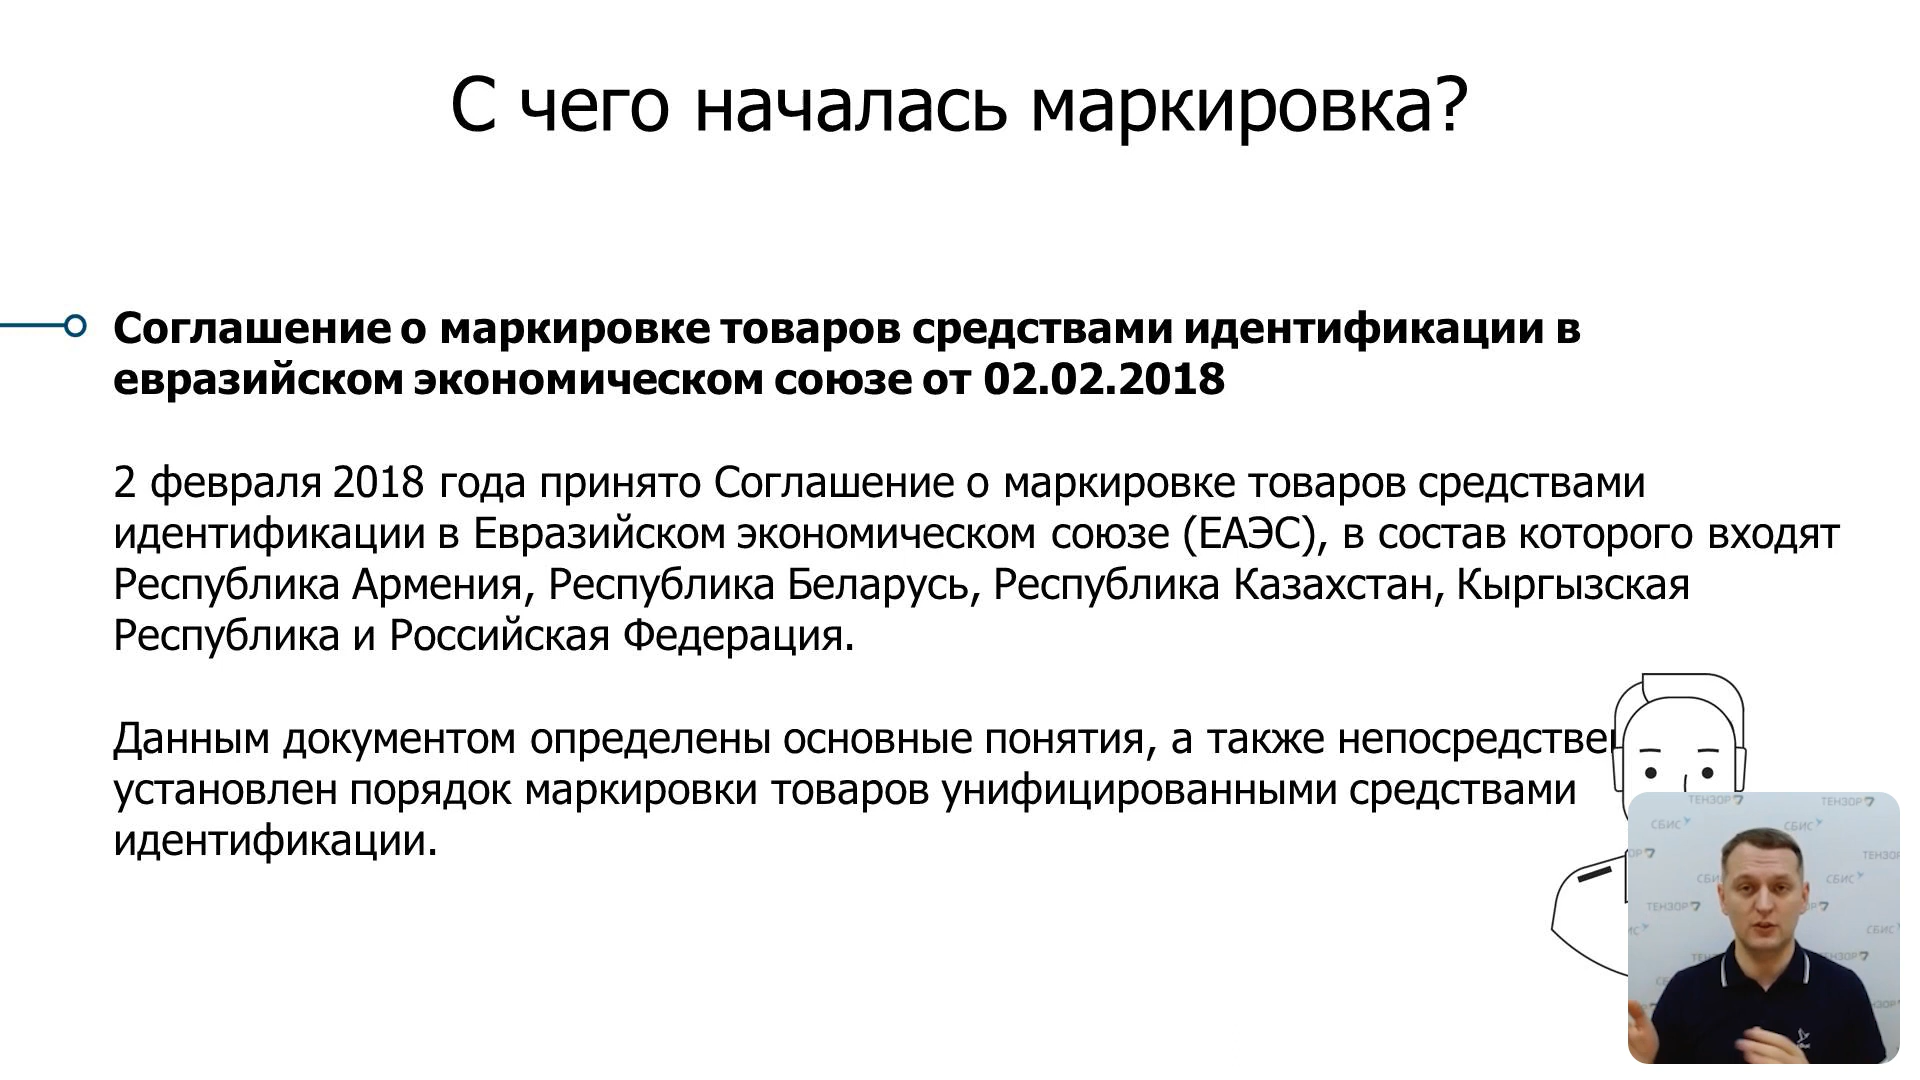 С чего началась маркировка?
Соглашение о маркировке товаров средствами идентификации в
евразийском экономическом союзе от 02.02.2018
2 февраля 2018 года принято Соглашение о маркировке товаров средствами
идентификации в Евразийском экономическом союзе (ЕАЭС), в состав которого входят
Республика Армения, Республика Беларусь, Республика Казахстан, Кыргызская
Республика и Российская Федерация.
Данным документом определены основные понятия, а также
установлен порядок маркировки товаров унифицированными средствами
идентификации.
ТЕНЗОР ТЕНЗОР
СБИС СБИС
СБИС
ТЕНЗОР